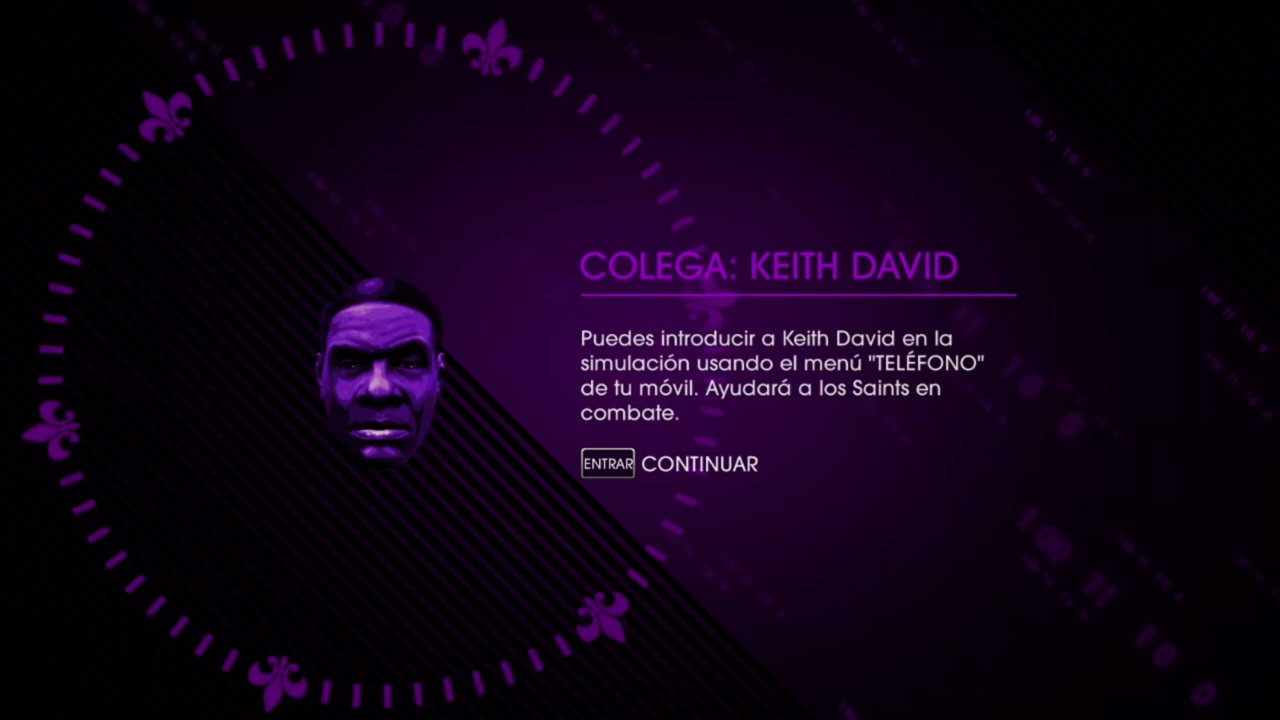 COLEGA: KEITH DAVID
Puedes introducir a Keith David en la
simulación usando el menú "TELÉFONO"
de tu móvil. Ayudará a los Saints en
combate.
ENTRAR CONTINUAR